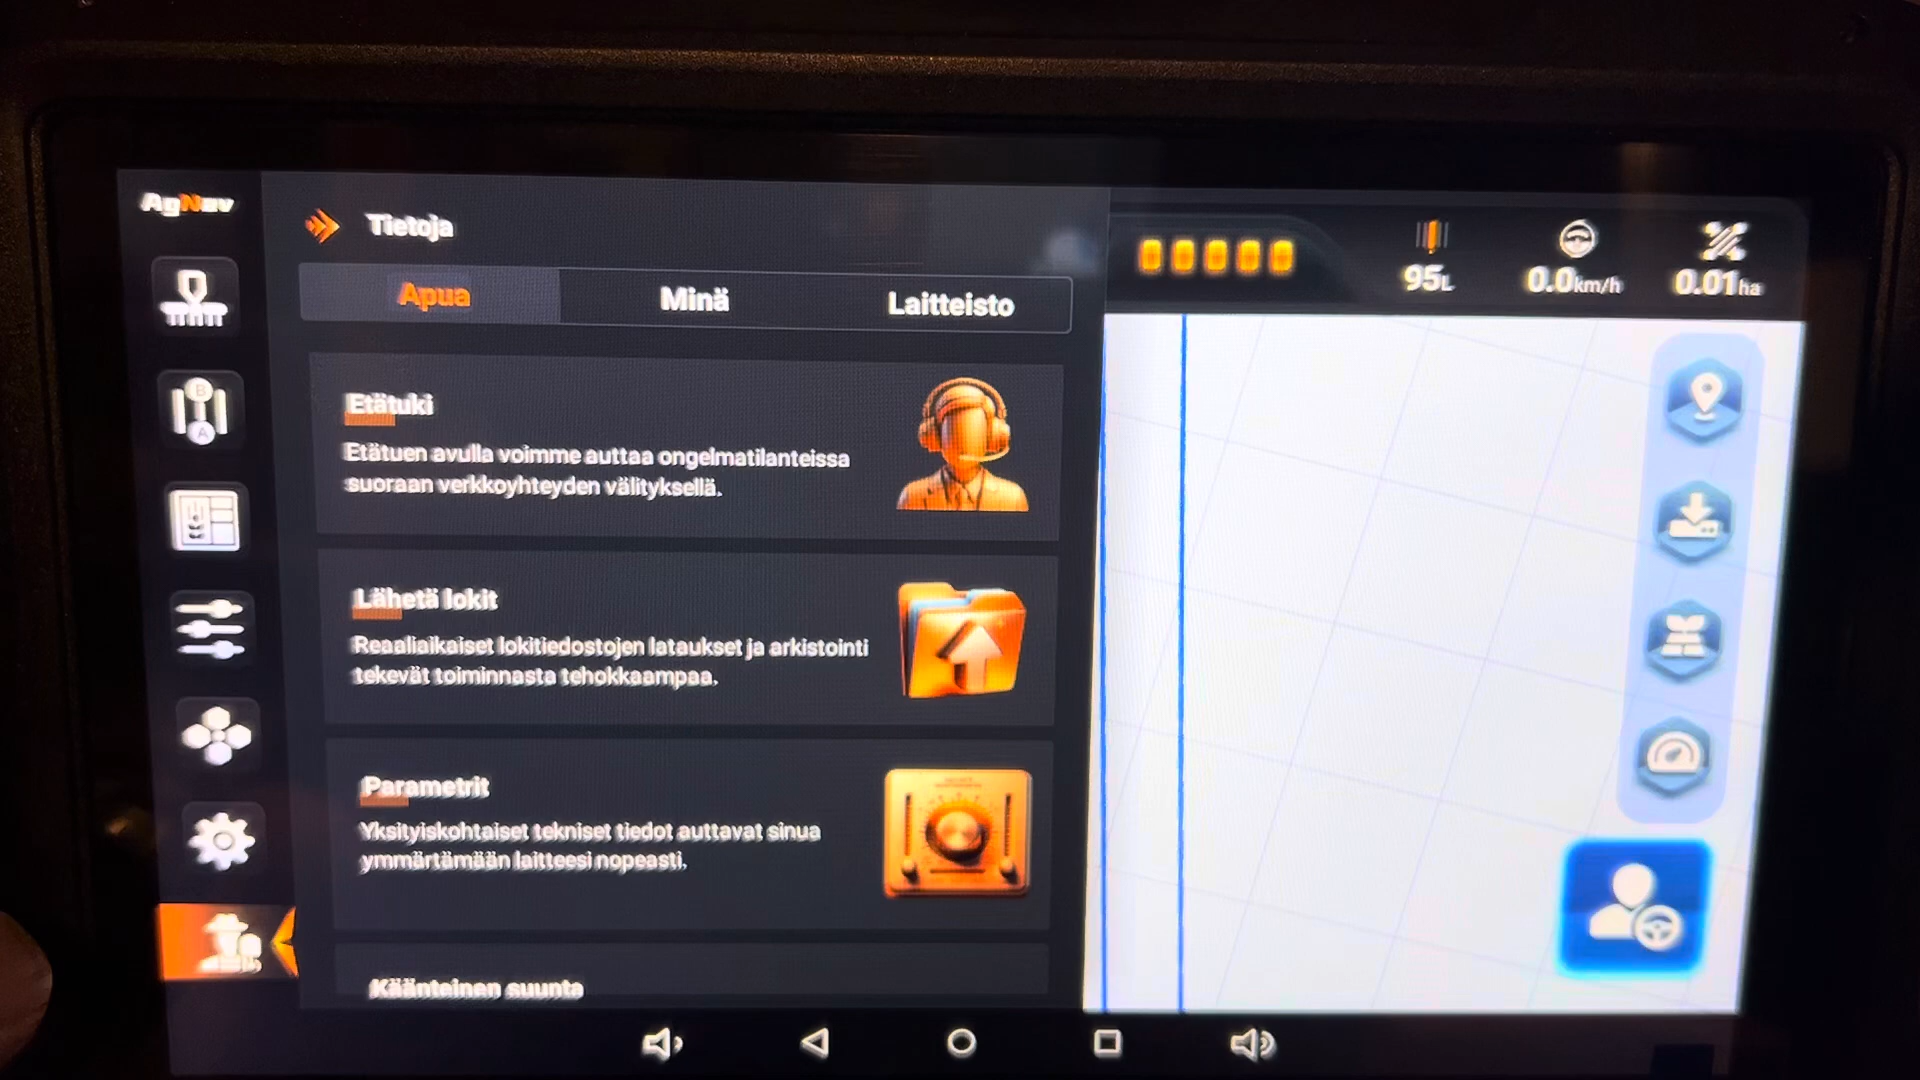 AgNav
Tietoja
Apua
Minä
Laitteisto
Etätuki
Etätuen avulla voimme auttaa ongelmatilanteissa
suoraan verkkoyhteyden välityksellä.
Lähetä lokit
Reaaliaikaiset lokitiedostojen lataukset ja arkistointi
tekevät toiminnasta tehokkaampaa.
Parametrit
Yksityiskohtaiset tekniset tiedot auttavat sinua
ymmärtämään laitteesi nopeasti.
Käänteinen suunta
95L
0.0km/h
0.01ha
B
A